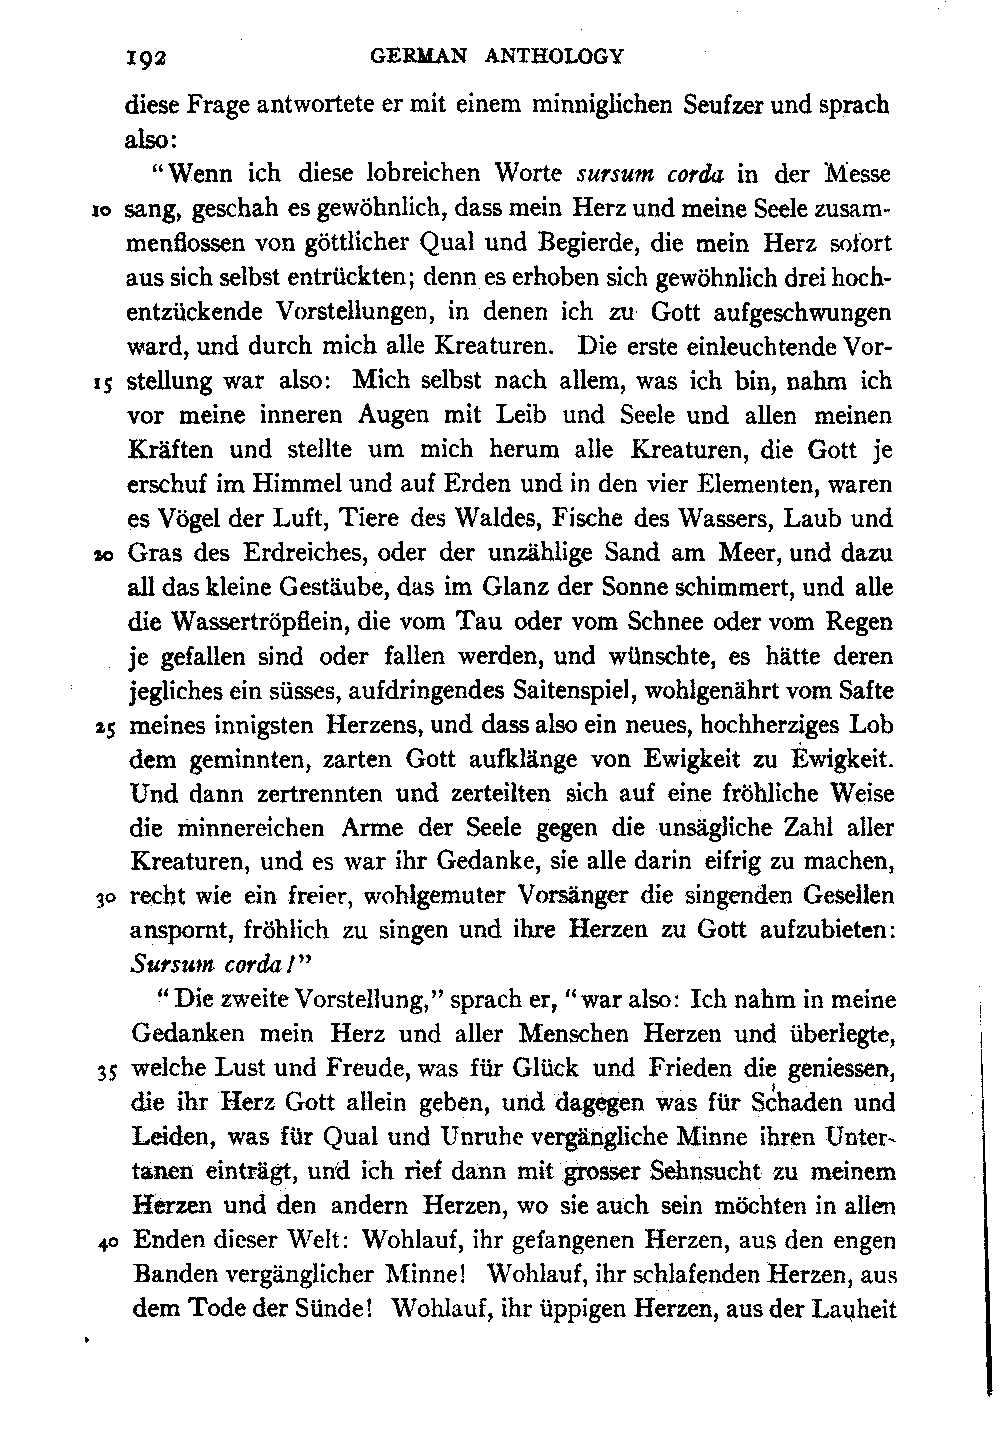 192 GERMAN ANTHOLOGY
diese Frage antwortete er mit einem minniglichen Seufzer und sprach
also:
“Wenn ich diese lobreichen Worte sursum corda in der Messe
10 sang, geschah es gewöhnlich, dass mein Herz und meine Seele zusam-
menflossen von göttlicher Qual und Begierde, die mein Herz sofort
aus sich selbst entrückten; denn es erhoben sich gewöhnlich drei hoch-
entzückende Vorstellungen, in denen ich zu Gott aufgeschwungen
ward, und durch mich alle Kreaturen. Die erste einleuchtende Vor-
15 stellung war also: Mich selbst nach allem, was ich bin, nahm ich
vor meine inneren Augen mit Leib und Seele und allen meinen
Kräften und stellte um mich herum alle Kreaturen, die Gott je
erschuf im Himmel und auf Erden und in den vier Elementen, waren
es Vögel der Luft, Tiere des Waldes, Fische des Wassers, Laub und
20 Gras des Erdreiches, oder der unzählige Sand am Meer, und dazu
all das kleine Gestäube, das im Glanz der Sonne schimmert, und alle
die Wassertröpflein, die vom Tau oder vom Schnee oder vom Regen
je gefallen sind oder fallen werden, und wünschte, es hätte deren
jegliches ein süsses, aufdringendes Saitenspiel, wohlgenährt vom Safte
25 meines innigsten Herzens, und dass also ein neues, hochherziges Lob
dem geminnten, zarten Gott aufklänge von Ewigkeit zu Ewigkeit.
Und dann zertrennten und zerteilten sich auf eine fröhliche Weise
die minnereichen Arme der Seele gegen die unsägliche Zahl aller
Kreaturen, und es war ihr Gedanke, sie alle darin eifrig zu machen,
30 recht wie ein freier, wohlgemuter Vorsänger die singenden Gesellen
anspornt, fröhlich zu singen und ihre Herzen zu Gott aufzubieten:
Sursum corda!”
“Die zweite Vorstellung,” sprach er, “war also: Ich nahm in meine
Gedanken mein Herz und aller Menschen Herzen und überlegte,
35 welche Lust und Freude, was für Glück und Frieden die geniessen,
die ihr Herz Gott allein geben, und dagegen was für Schaden und
Leiden, was für Qual und Unruhe vergängliche Minne ihren Unter-
tanen einträgt, und ich rief dann mit grosser Sehnsucht zu meinem
Herzen und den andern Herzen, wo sie auch sein möchten in allen
40 Enden dieser Welt: Wohlauf, ihr gefangenen Herzen, aus den engen
Banden vergänglicher Minne! Wohlauf, ihr schlafenden Herzen, aus
dem Tode der Sünde! Wohlauf, ihr üppigen Herzen, aus der Lauheit